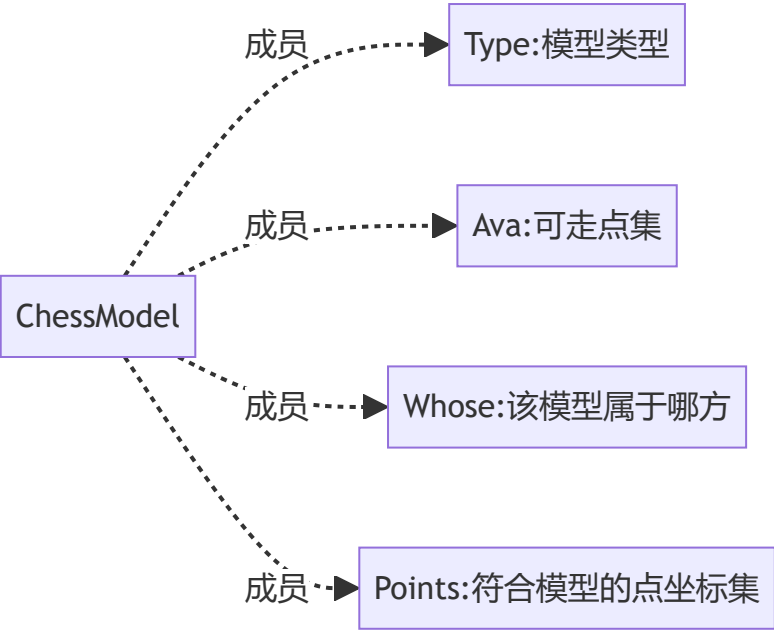 成员
Type:模型类型
成员
Ava:可走点集
ChessModel
成员
Whose:该模型属于哪方
成员
Points:符合模型的点坐标集